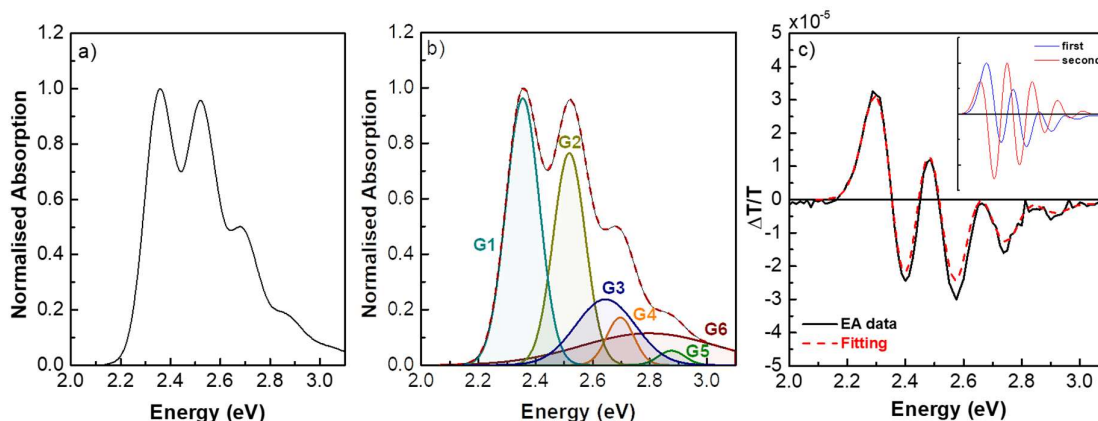 a)
Normalised Absorption
1.2
1.0
0.8
0.6
0.4
0.2
0.0
2.0 2.2 2.4 2.6 2.8 3.0
Energy (eV)
b)
Normalised Absorption
1.2
1.0
0.8
0.6
0.4
0.2
0.0
G1
G2
G3
G4
G5
G6
2.0 2.2 2.4 2.6 2.8 3.0
Energy (eV)
x10-5
c)
ΔT/T
5
4
3
2
1
0
-1
-2
-3
-4
-5
first
second
EA data
Fitting
2.0 2.2 2.4 2.6 2.8 3.0
Energy (eV)